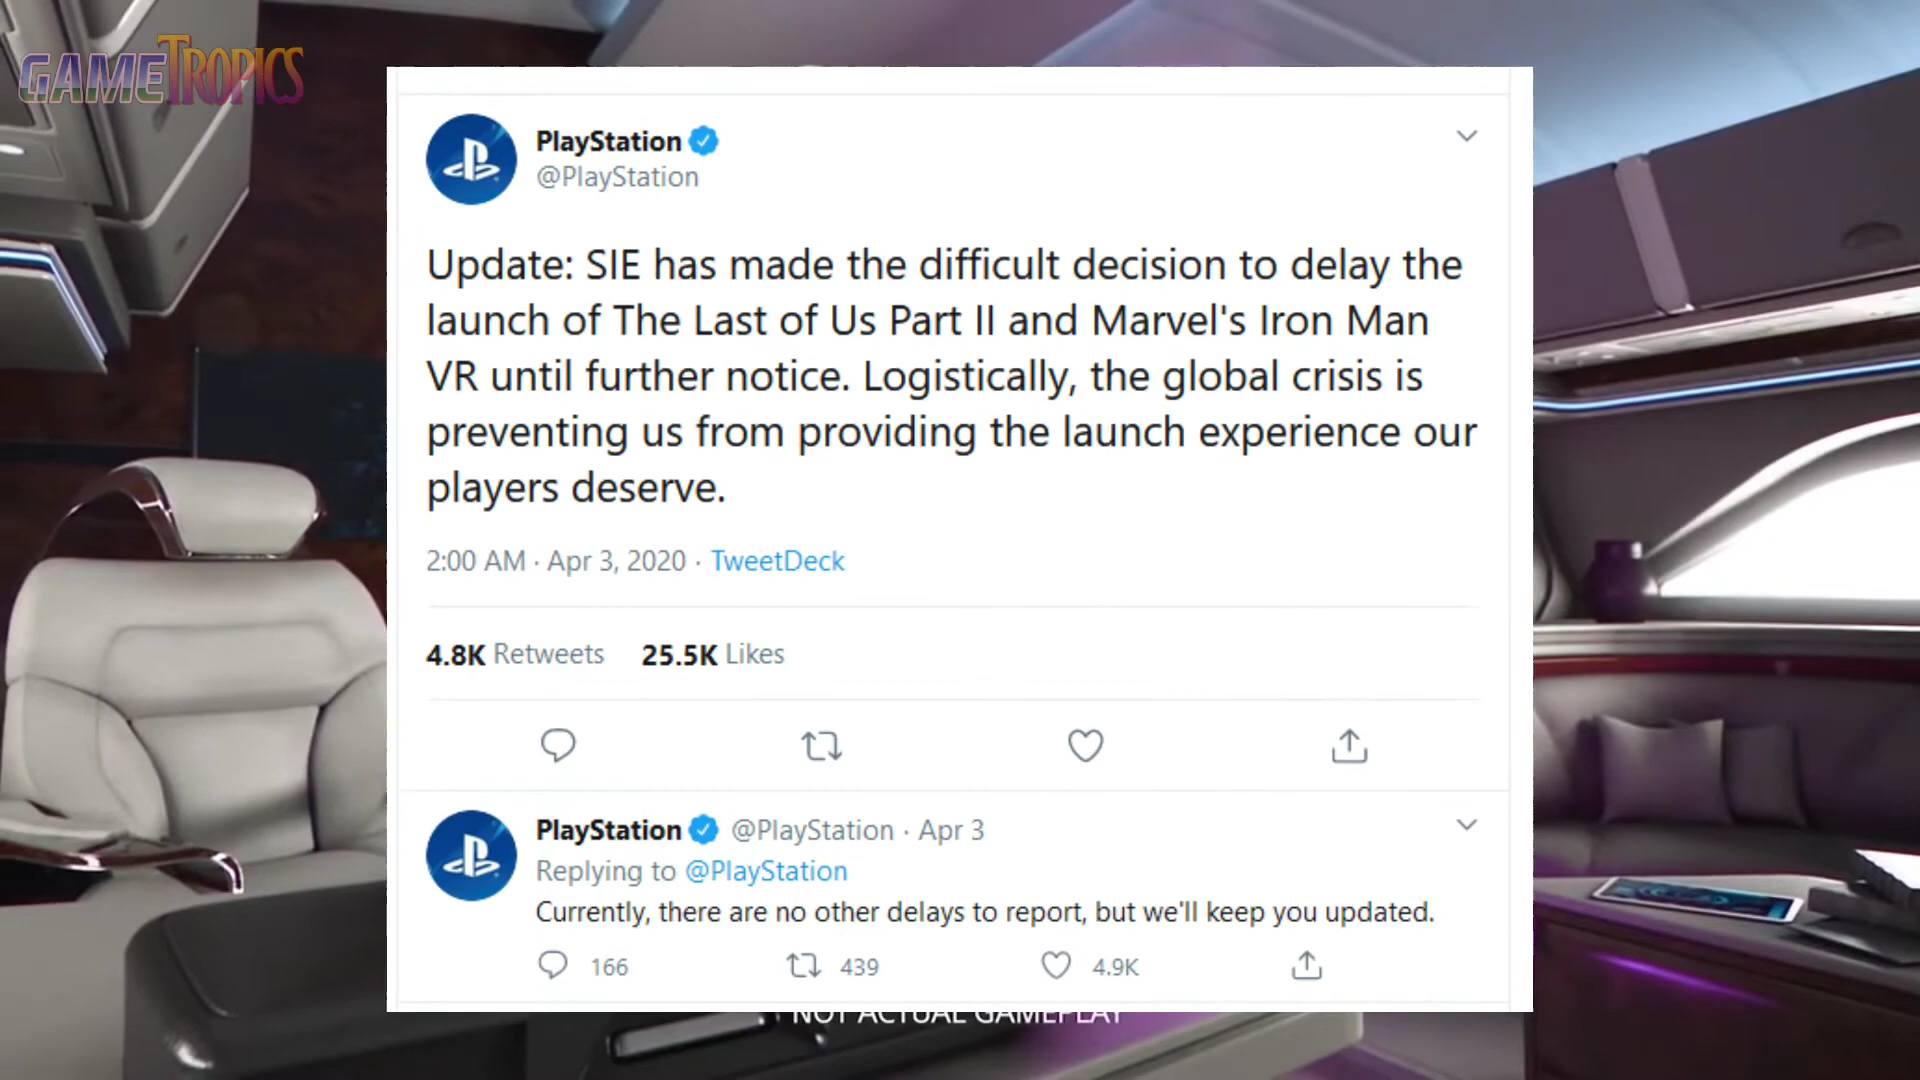 GAMETROPICS
PlayStation
@PlayStation
Update: SIE has made the difficult decision to delay the
launch of The Last of Us Part II and Marvel's Iron Man
VR until further notice. Logistically, the global crisis is
preventing us from providing the launch experience our
players deserve.
2:00 AM · Apr 3, 2020 · TweetDeck
4.8K Retweets 25.5K Likes
PlayStation @PlayStation · Apr 3
Replying to @PlayStation
Currently, there are no other delays to report, but we'll keep you updated.
166 439 4.9K
NOT ACTUAL GAMEPLAY